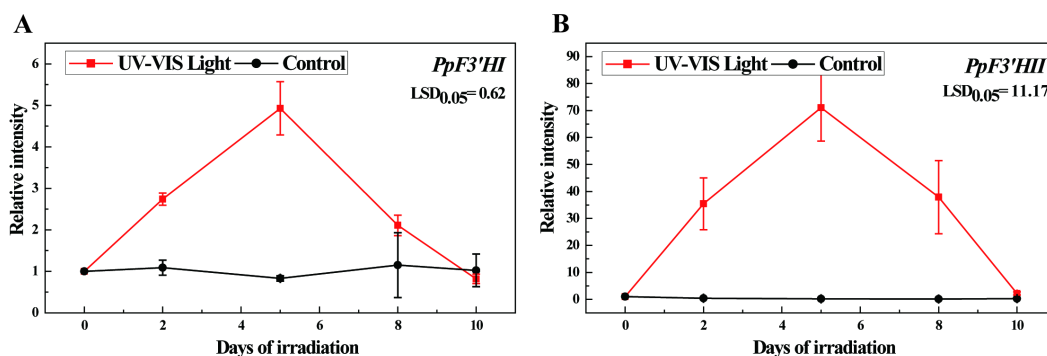 A
UV-VIS Light
Control
PpF3'HI
LSD0.05= 0.62
Relative intensity
6
5
4
3
2
1
0
0
2
4
6
8
10
Days of irradiation
B
UV-VIS Light
Control
PpF3'HII
LSD0.05= 11.17
Relative intensity
90
80
70
60
50
40
30
20
10
0
0
2
4
6
8
10
Days of irradiation